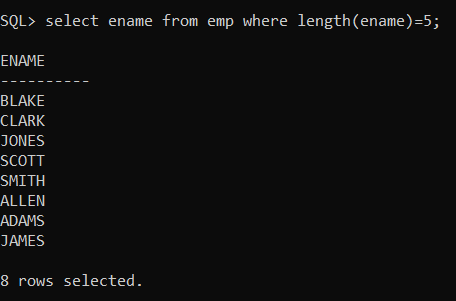 SQL> select ename from emp where length(ename)=5;
ENAME
----------
BLAKE
CLARK
JONES
SCOTT
SMITH
ALLEN
ADAMS
JAMES
8 rows selected.